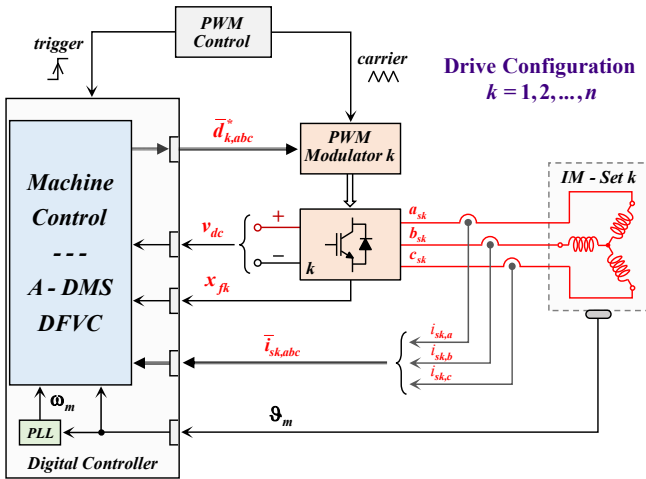 PWM
Control
trigger
carrier
Drive Configuration
k = 1, 2, ..., n
d̅*k,abc
PWM
Modulator k
IM - Set k
Machine
Control
- - -
A - DMS
DFVC
vdc
+
−
k
ask
bsk
csk
xfk
i̅sk,abc
isk,a
isk,b
isk,c
ωm
PLL
ϑm
Digital Controller